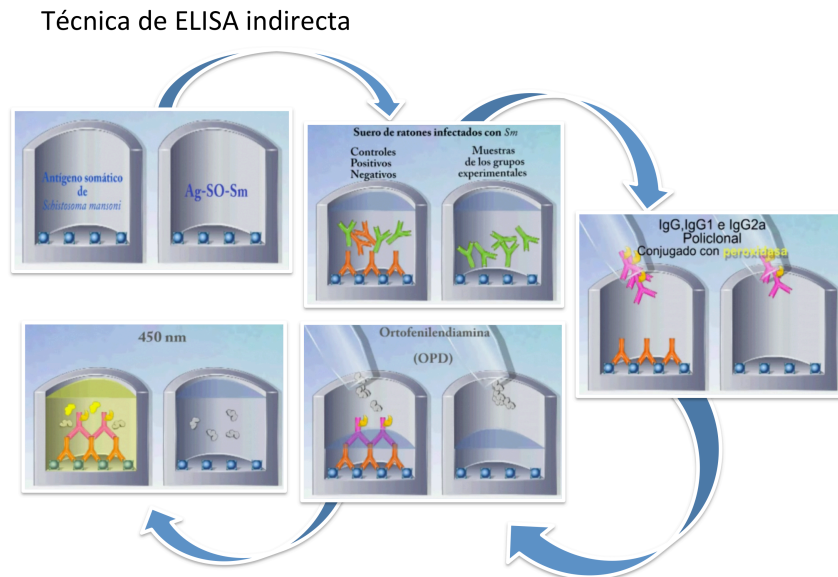 Técnica de ELISA indirecta
Antígeno somático
de
Schistosoma mansoni
Ag-SO-Sm
Suero de ratones infectados con Sm
Controles
Positivos
Negativos
Muestras
de los grupos
experimentales
IgG,IgG1 e IgG2a
Policlonal
Conjugado con peroxidasa
450 nm
Ortofenilendiamina
(OPD)